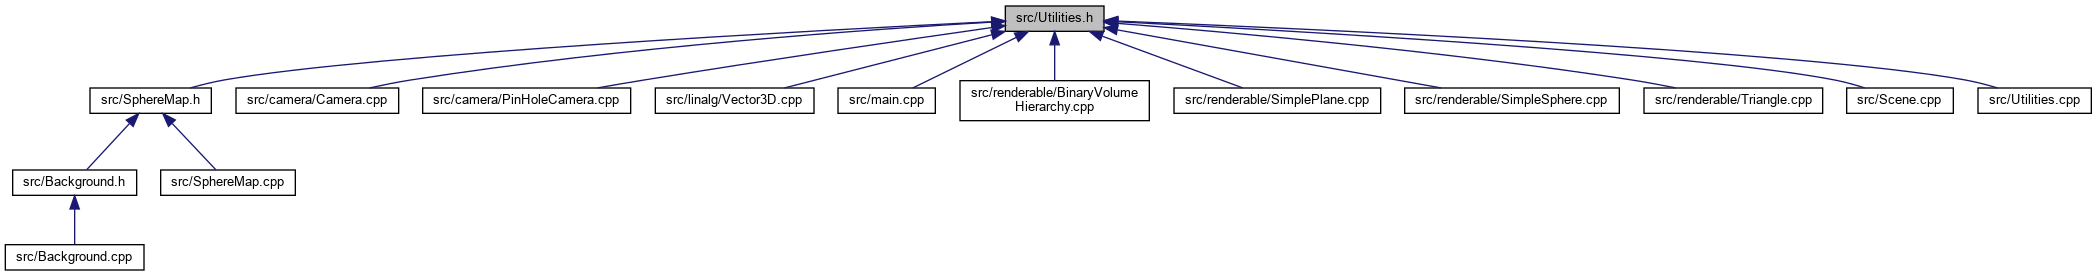 src/Utilities.h
src/SphereMap.h
src/camera/Camera.cpp
src/camera/PinHoleCamera.cpp
src/linalg/Vector3D.cpp
src/main.cpp
src/renderable/BinaryVolume
Hierarchy.cpp
src/renderable/SimplePlane.cpp
src/renderable/SimpleSphere.cpp
src/renderable/Triangle.cpp
src/Scene.cpp
src/Utilities.cpp
src/Background.h
src/SphereMap.cpp
src/Background.cpp